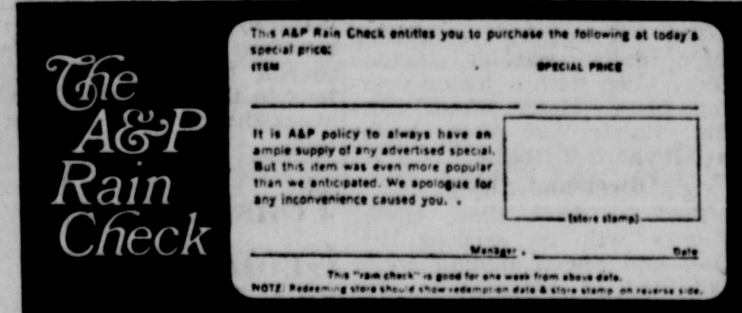 The
A&P
Rain
Check
This A&P Rain Check entitles you to purchase the following at today's
special price:
ITEM SPECIAL PRICE
It is A&P policy to always have an
ample supply of any advertised special.
But this item was even more popular
than we anticipated. We apologize for
any inconvenience caused you.
(store stamp)
Manager Date
This "rain check" is good for one week from above date.
NOTE: Redeeming store should show redemption date & store stamp on reverse side.